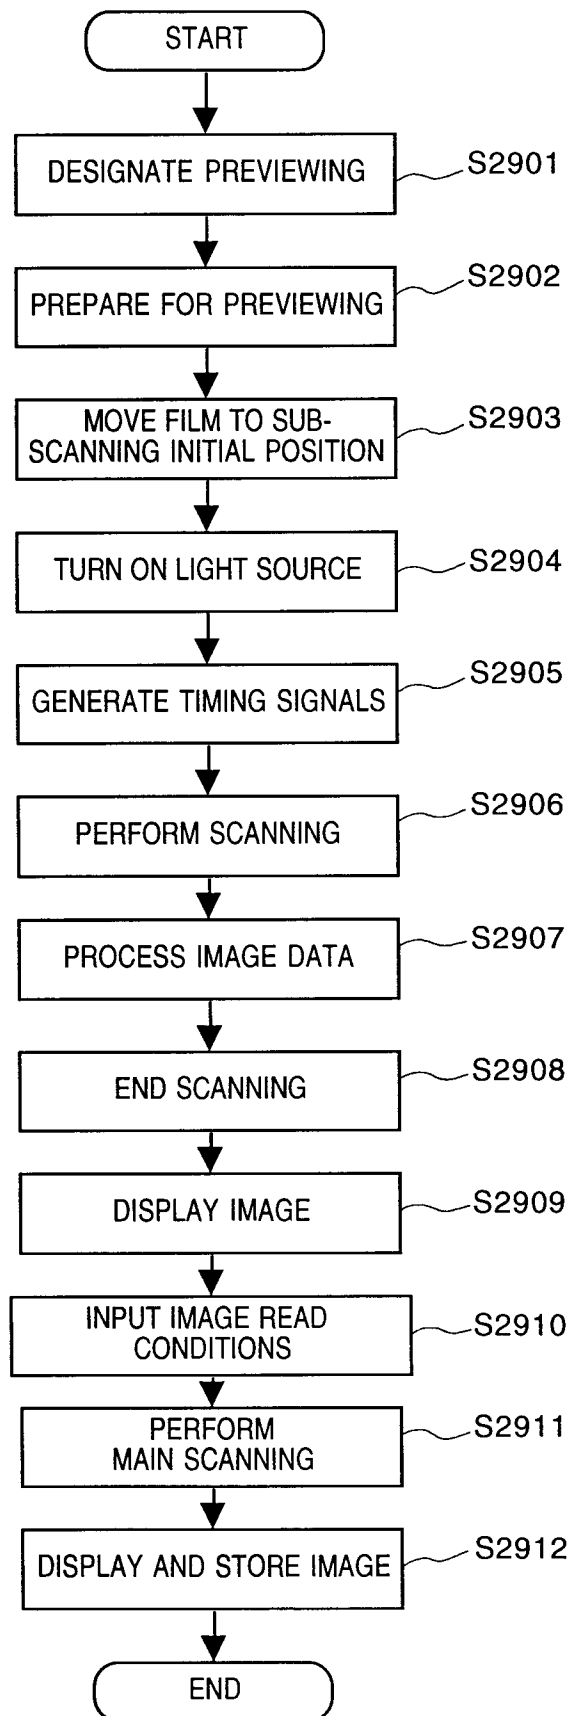 START
DESIGNATE PREVIEWING
S2901
PREPARE FOR PREVIEWING
S2902
MOVE FILM TO SUB-
SCANNING INITIAL POSITION
S2903
TURN ON LIGHT SOURCE
S2904
GENERATE TIMING SIGNALS
S2905
PERFORM SCANNING
S2906
PROCESS IMAGE DATA
S2907
END SCANNING
S2908
DISPLAY IMAGE
S2909
INPUT IMAGE READ
CONDITIONS
S2910
PERFORM
MAIN SCANNING
S2911
DISPLAY AND STORE IMAGE
S2912
END